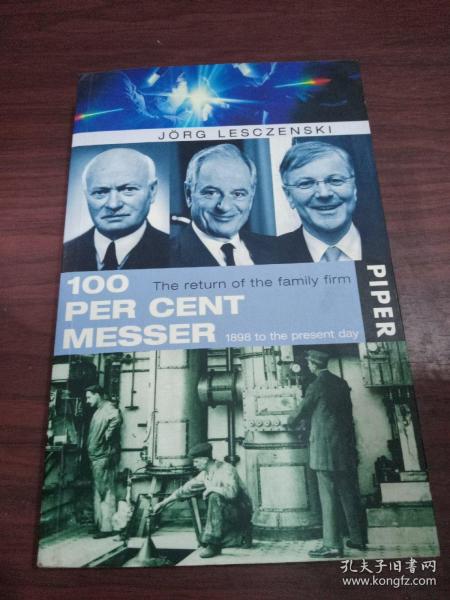 JÖRG LESCZENSKI
100
The return of the family firm
PER CENT
MESSER
1898 to the present day
PIPER
孔夫子旧书网
www.kongfz.com